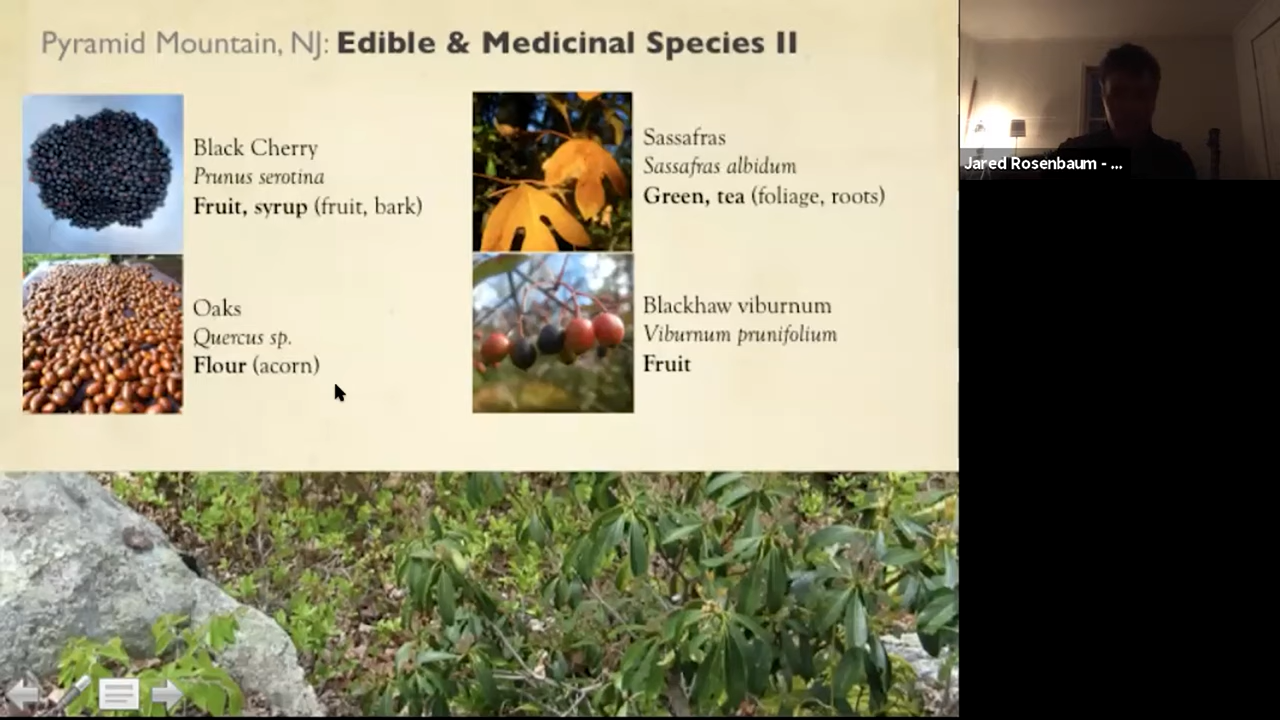 Pyramid Mountain, NJ: Edible & Medicinal Species II
Black Cherry
Prunus serotina
Fruit, syrup (fruit, bark)
Oaks
Quercus sp.
Flour (acorn)
Sassafras
Sassafras albidum
Green, tea (foliage, roots)
Blackhaw viburnum
Viburnum prunifolium
Fruit
Jared Rosenbaum - ...